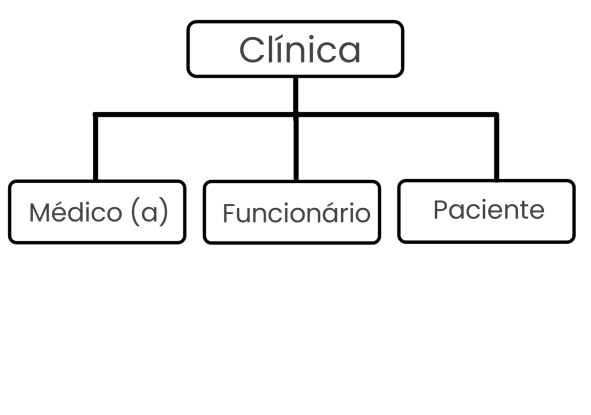 Clínica
Médico (a)
Funcionário
Paciente